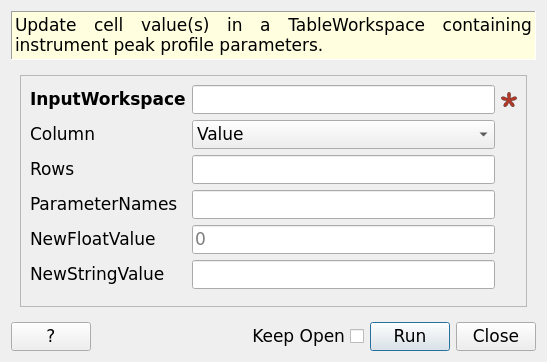 Update cell value(s) in a TableWorkspace containing
instrument peak profile parameters.
InputWorkspace
Column Value
Rows
ParameterNames
NewFloatValue 0
NewStringValue
? Keep Open Run Close